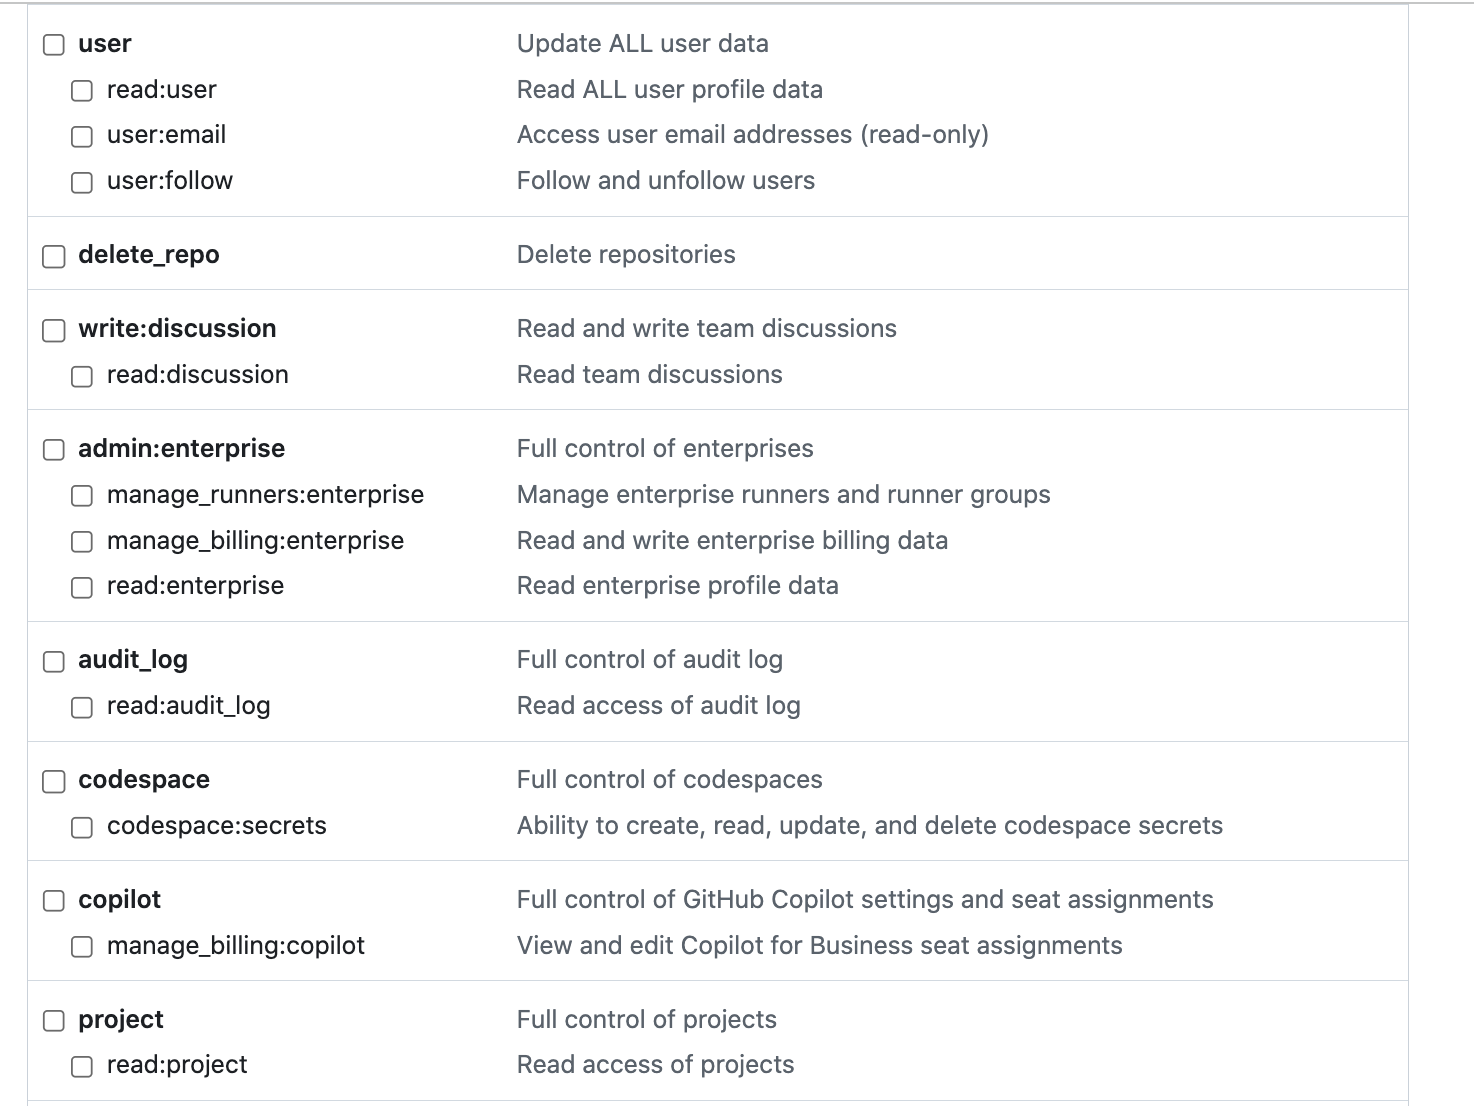 user Update ALL user data
read:user Read ALL user profile data
user:email Access user email addresses (read-only)
user:follow Follow and unfollow users
delete_repo Delete repositories
write:discussion Read and write team discussions
read:discussion Read team discussions
admin:enterprise Full control of enterprises
manage_runners:enterprise Manage enterprise runners and runner groups
manage_billing:enterprise Read and write enterprise billing data
read:enterprise Read enterprise profile data
audit_log Full control of audit log
read:audit_log Read access of audit log
codespace Full control of codespaces
codespace:secrets Ability to create, read, update, and delete codespace secrets
copilot Full control of GitHub Copilot settings and seat assignments
manage_billing:copilot View and edit Copilot for Business seat assignments
project Full control of projects
read:project Read access of projects